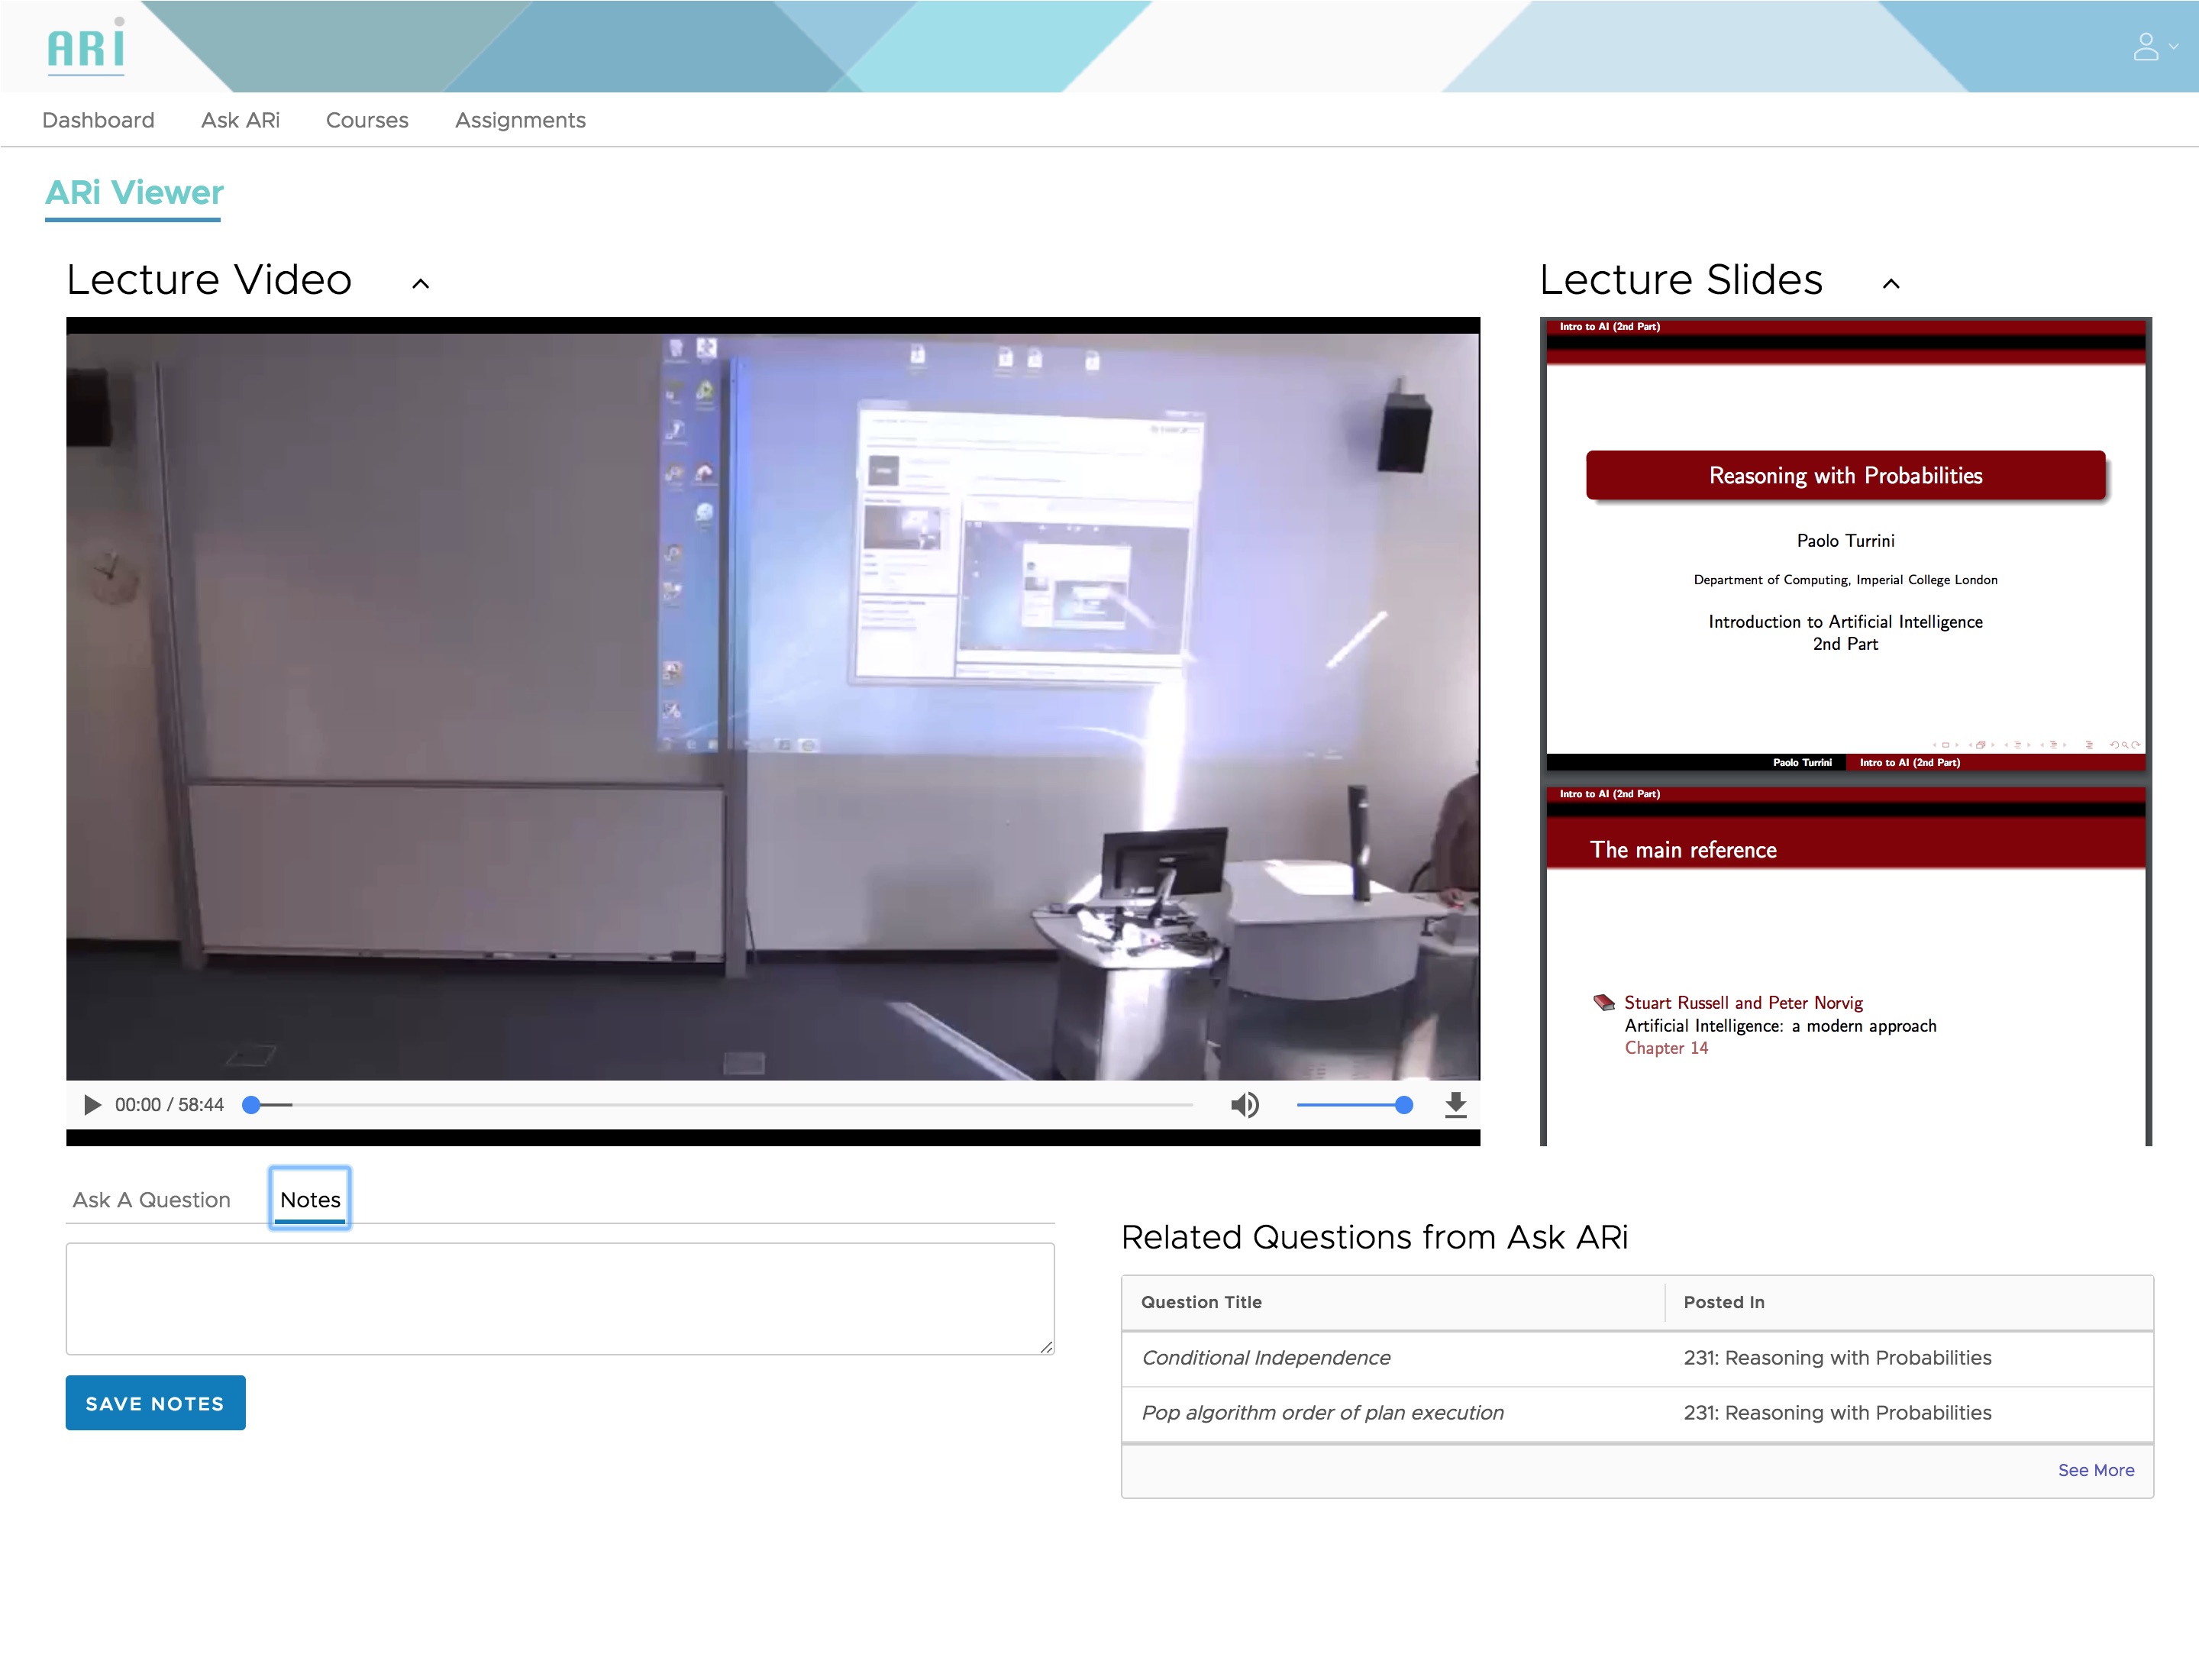 ARi
Dashboard
Ask ARi
Courses
Assignments
ARi Viewer
Lecture Video
00:00 / 58:44
Lecture Slides
Intro to AI (2nd Part)
Reasoning with Probabilities
Paolo Turrini
Department of Computing, Imperial College London
Introduction to Artificial Intelligence
2nd Part
Paolo Turrini
Intro to AI (2nd Part)
Intro to AI (2nd Part)
The main reference
Stuart Russell and Peter Norvig
Artificial Intelligence: a modern approach
Chapter 14
Ask A Question
Notes
SAVE NOTES
Related Questions from Ask ARi
Question Title
Posted In
Conditional Independence
231: Reasoning with Probabilities
Pop algorithm order of plan execution
231: Reasoning with Probabilities
See More